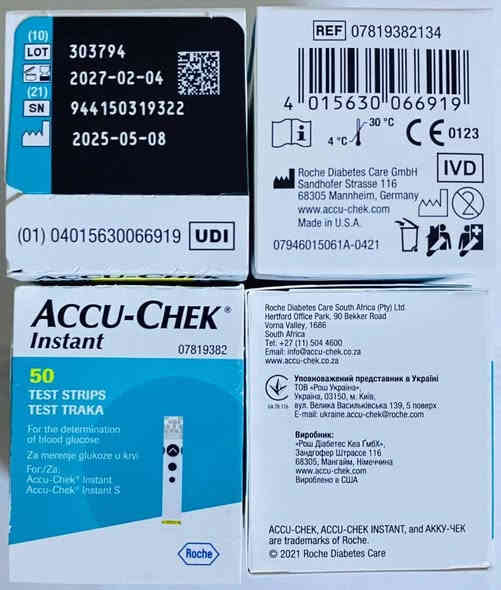 (10)
LOT 303794
2027-02-04
(21)
SN 944150319322
2025-05-08
(01) 04015630066919 UDI
REF 07819382134
4 015630 066919
i
4 °C 30 °C
CE 0123
IVD
Roche Diabetes Care GmbH
Sandhofer Strasse 116
68305 Mannheim, Germany
www.accu-chek.com
Made in U.S.A.
2
07946015061A-0421
ACCU-CHEK®
Instant
07819382
50
TEST STRIPS
TEST TRAKA
For the determination
of blood glucose
Za merenje glukoze u krvi
For:/Za:
Accu-Chek® Instant
Accu-Chek® Instant S
Roche
Roche Diabetes Care South Africa (Pty) Ltd.
Hertford Office Park, 90 Bekker Road
Vorna Valley, 1686
South Africa
Tel.: +27 (11) 504 4600
Email: info@accu-chek.co.za
www.accu-chek.co.za
Уповноважений представник в Україні
ТОВ «Рош Україна»,
Україна, 03150, м. Київ,
вул. Велика Васильківська, 139, 5 поверх
E-mail: ukraine.accu-chek@roche.com
UA.TR.116
Виробник:
«Рош Діабетес Кеа ҐмбХ»,
Зандгофер Штрассе 116
68305, Мангайм, Німеччина
www.accu-chek.com
Вироблено в США
ACCU-CHEK, ACCU-CHEK INSTANT, and АККУ-ЧЕК
are trademarks of Roche.
© 2021 Roche Diabetes Care